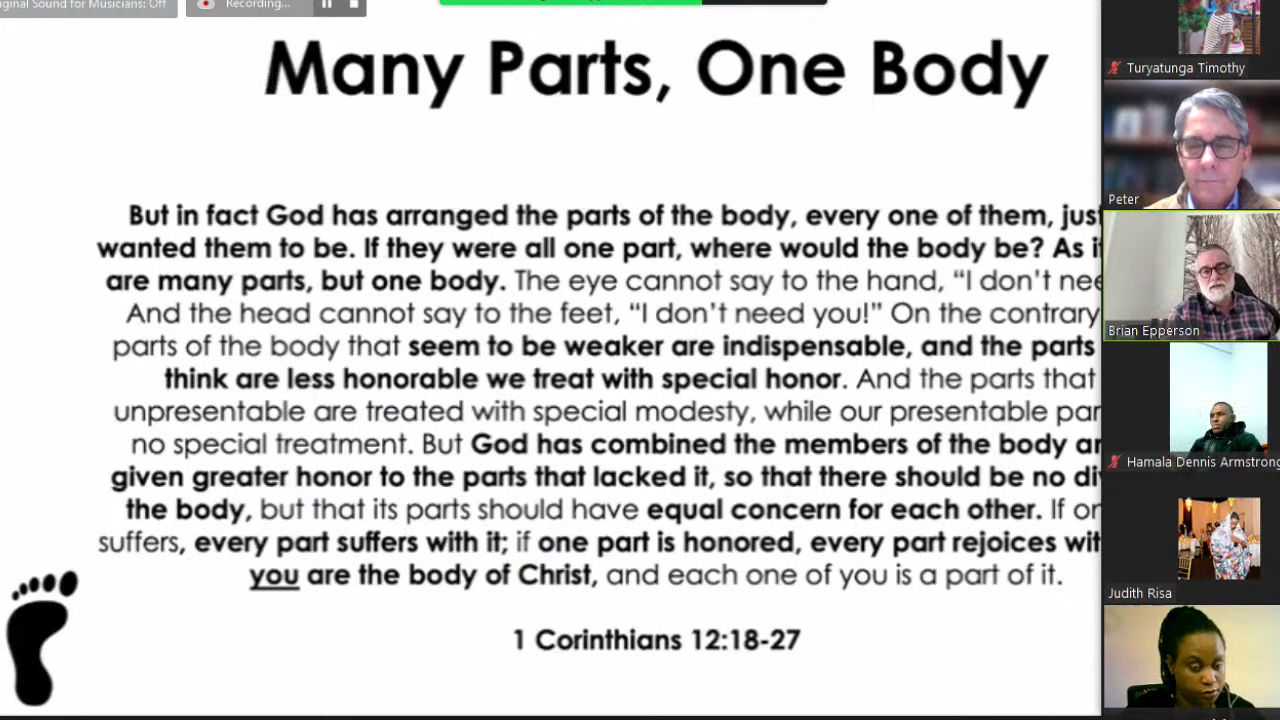 ginal Sound for Musicians: Off
Recording...
Many Parts, One Body
But in fact God has arranged the parts of the body, every one of them, just
wanted them to be. If they were all one part, where would the body be? As it
are many parts, but one body. The eye cannot say to the hand, “I don’t nee
And the head cannot say to the feet, “I don’t need you!” On the contrary
parts of the body that seem to be weaker are indispensable, and the parts
think are less honorable we treat with special honor. And the parts that
unpresentable are treated with special modesty, while our presentable par
no special treatment. But God has combined the members of the body an
given greater honor to the parts that lacked it, so that there should be no div
the body, but that its parts should have equal concern for each other. If on
suffers, every part suffers with it; if one part is honored, every part rejoices wit
you are the body of Christ, and each one of you is a part of it.
1 Corinthians 12:18-27
Turyatunga Timothy
Peter
Brian Epperson
Hamala Dennis Armstrong
Judith Risa